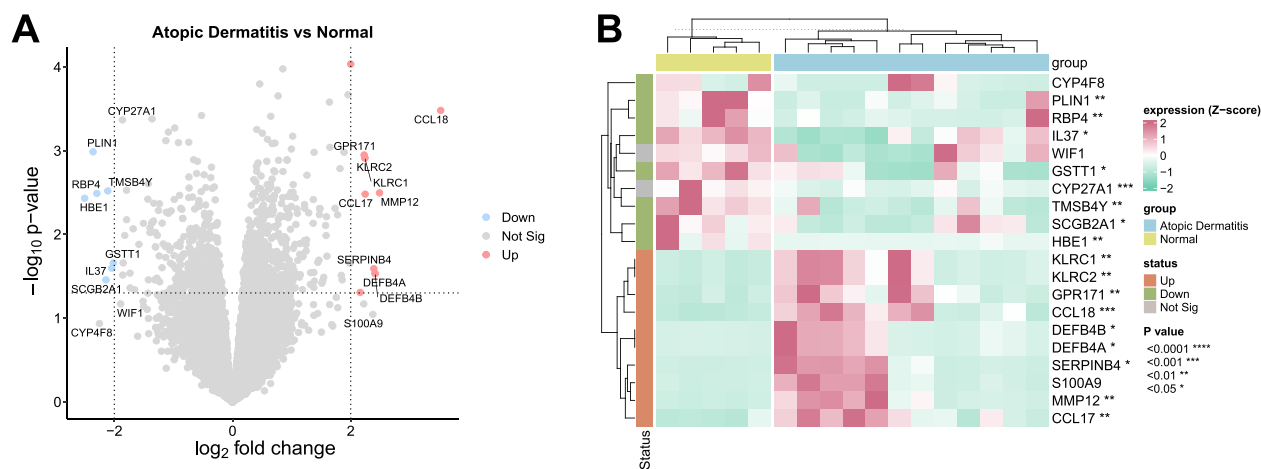 A
Atopic Dermatitis vs Normal
−log10 p−value
4
3
2
1
0
−2
0
2
log2 fold change
CYP27A1
CCL18
PLIN1
GPR171
KLRC2
RBP4
TMSB4Y
KLRC1
HBE1
CCL17
MMP12
GSTT1
SERPINB4
IL37
DEFB4A
SCGB2A1
DEFB4B
WIF1
S100A9
CYP4F8
Down
Not Sig
Up
B
group
CYP4F8
PLIN1 **
RBP4 **
IL37 *
WIF1
GSTT1 *
CYP27A1 ***
TMSB4Y **
SCGB2A1 *
HBE1 **
KLRC1 **
KLRC2 **
GPR171 **
CCL18 ***
DEFB4B *
DEFB4A *
SERPINB4 *
S100A9
MMP12 **
CCL17 **
Status
expression (Z−score)
2
1
0
−1
−2
group
Atopic Dermatitis
Normal
status
Up
Down
Not Sig
P value
<0.0001 ****
<0.001 ***
<0.01 **
<0.05 *